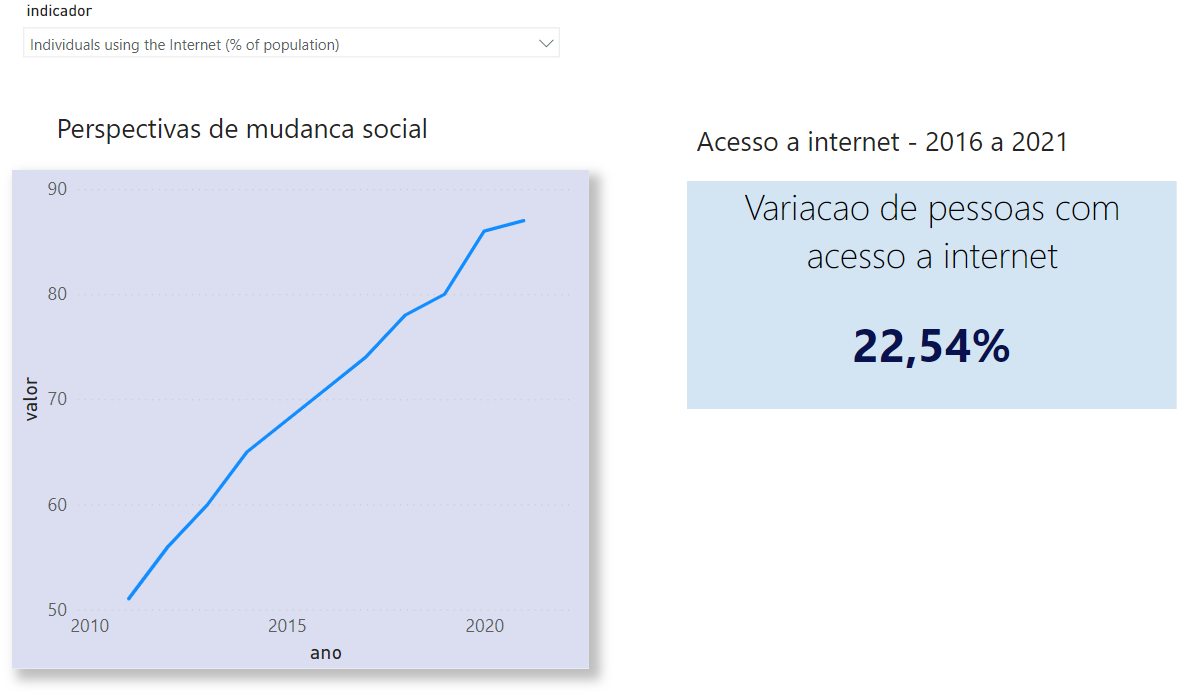 indicador
Individuals using the Internet (% of population)
Perspectivas de mudanca social
90
80
70
60
50
valor
2010
2015
2020
ano
Acesso a internet - 2016 a 2021
Variacao de pessoas com
acesso a internet
22,54%